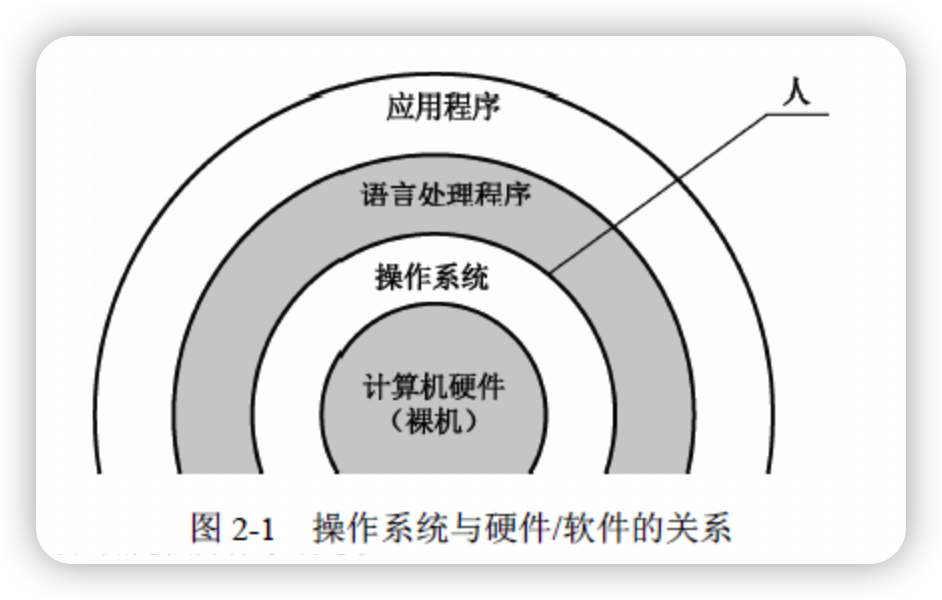 人
应用程序
语言处理程序
操作系统
计算机硬件
（裸机）
图 2-1 操作系统与硬件/软件的关系